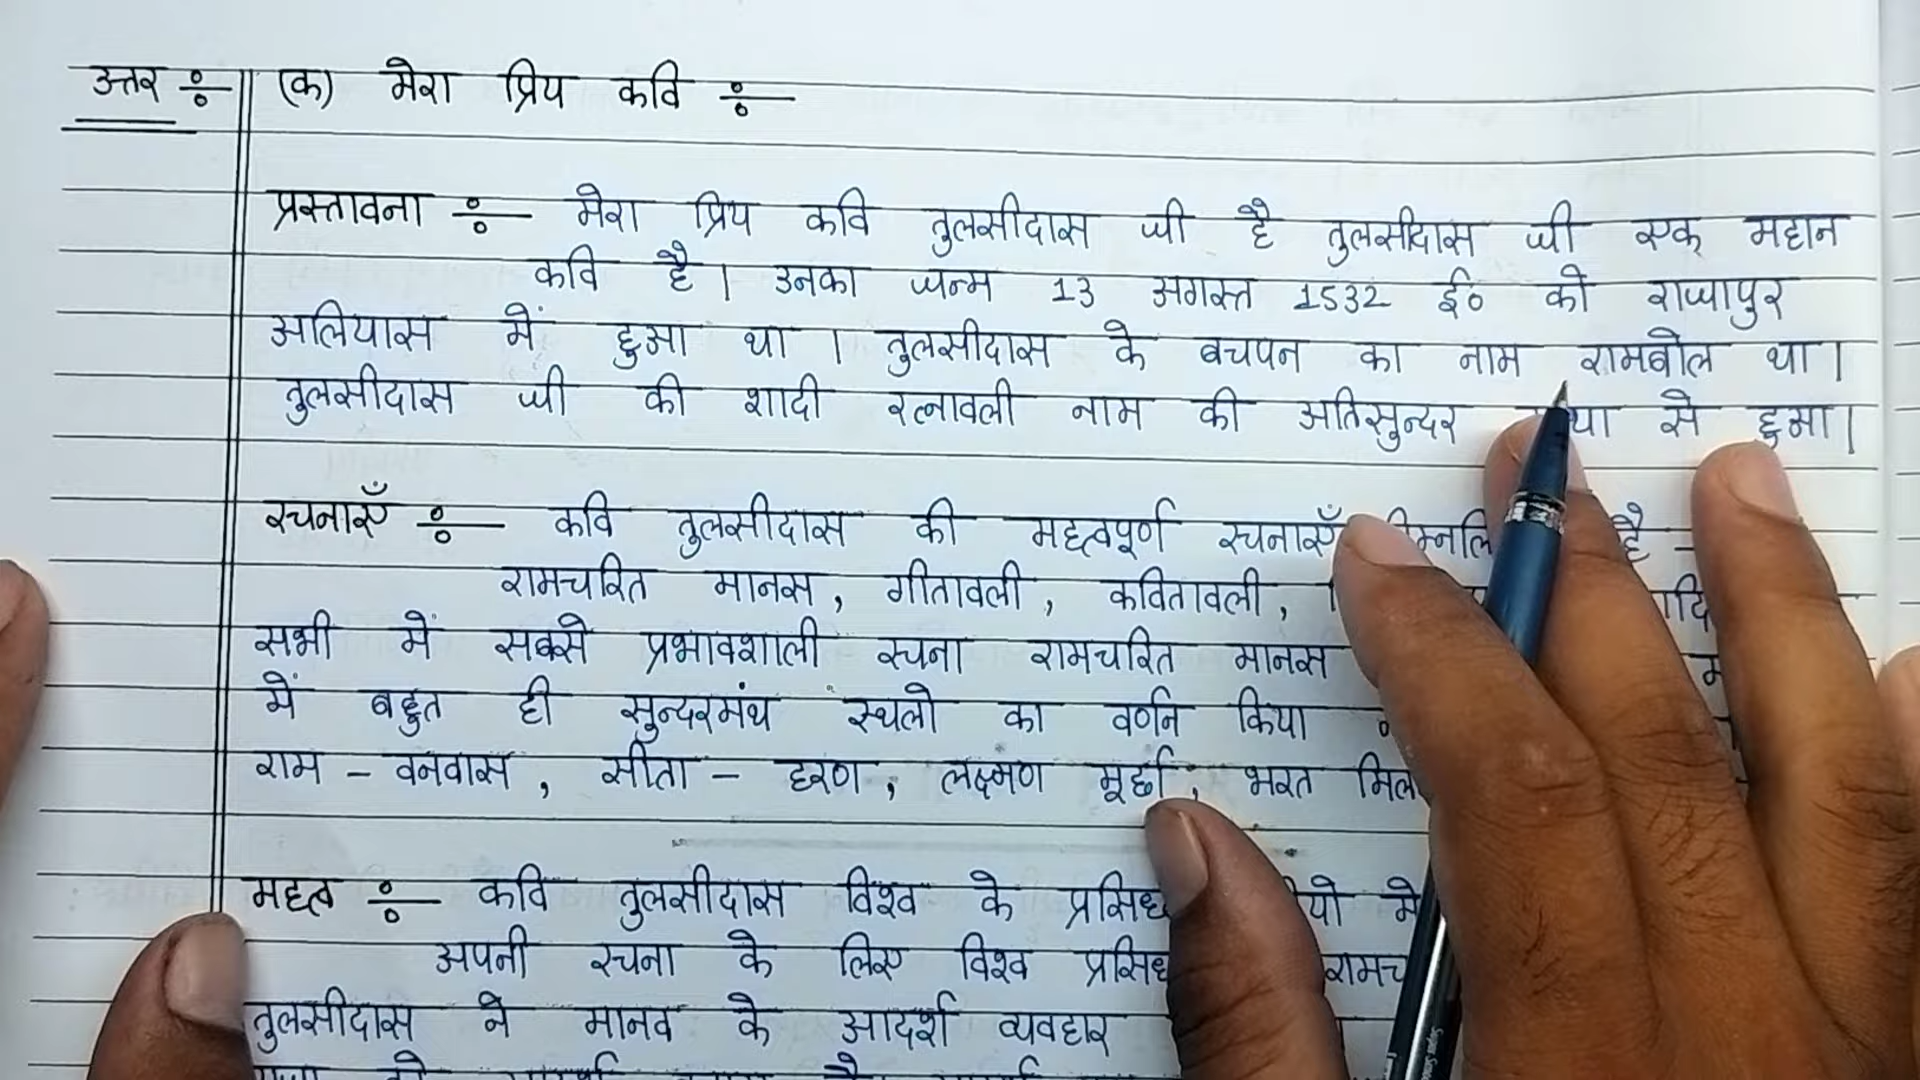 उत्तर ÷ (क) मेरा प्रिय कवि ÷
प्रस्तावना ÷ मेरा प्रिय कवि तुलसीदास जी है तुलसीदास जी एक महान
कवि है। उनका जन्म 13 अगस्त 1532 ई० को राजापुर
अलियास में हुआ था । तुलसीदास के बचपन का नाम रामबोल था।
तुलसीदास जी की शादी रत्नावली नाम की अतिसुन्दर से हुआ।
रचनाएँ ÷ कवि तुलसीदास की महत्वपूर्ण रचनाएँ है -
रामचरित मानस, गीतावली, कवितावली,
सभी में सबसे प्रभावशाली रचना रामचरित मानस
में बहुत ही सुन्दरमंथ स्थलो का वर्णन किया
राम - वनवास, सीता - हरण, लक्ष्मण मूर्छा, भरत
महत्व ÷ कवि तुलसीदास विश्व के मे
अपनी रचना के लिए विश्व
तुलसीदास ने मानव के आदर्श व्यवहार